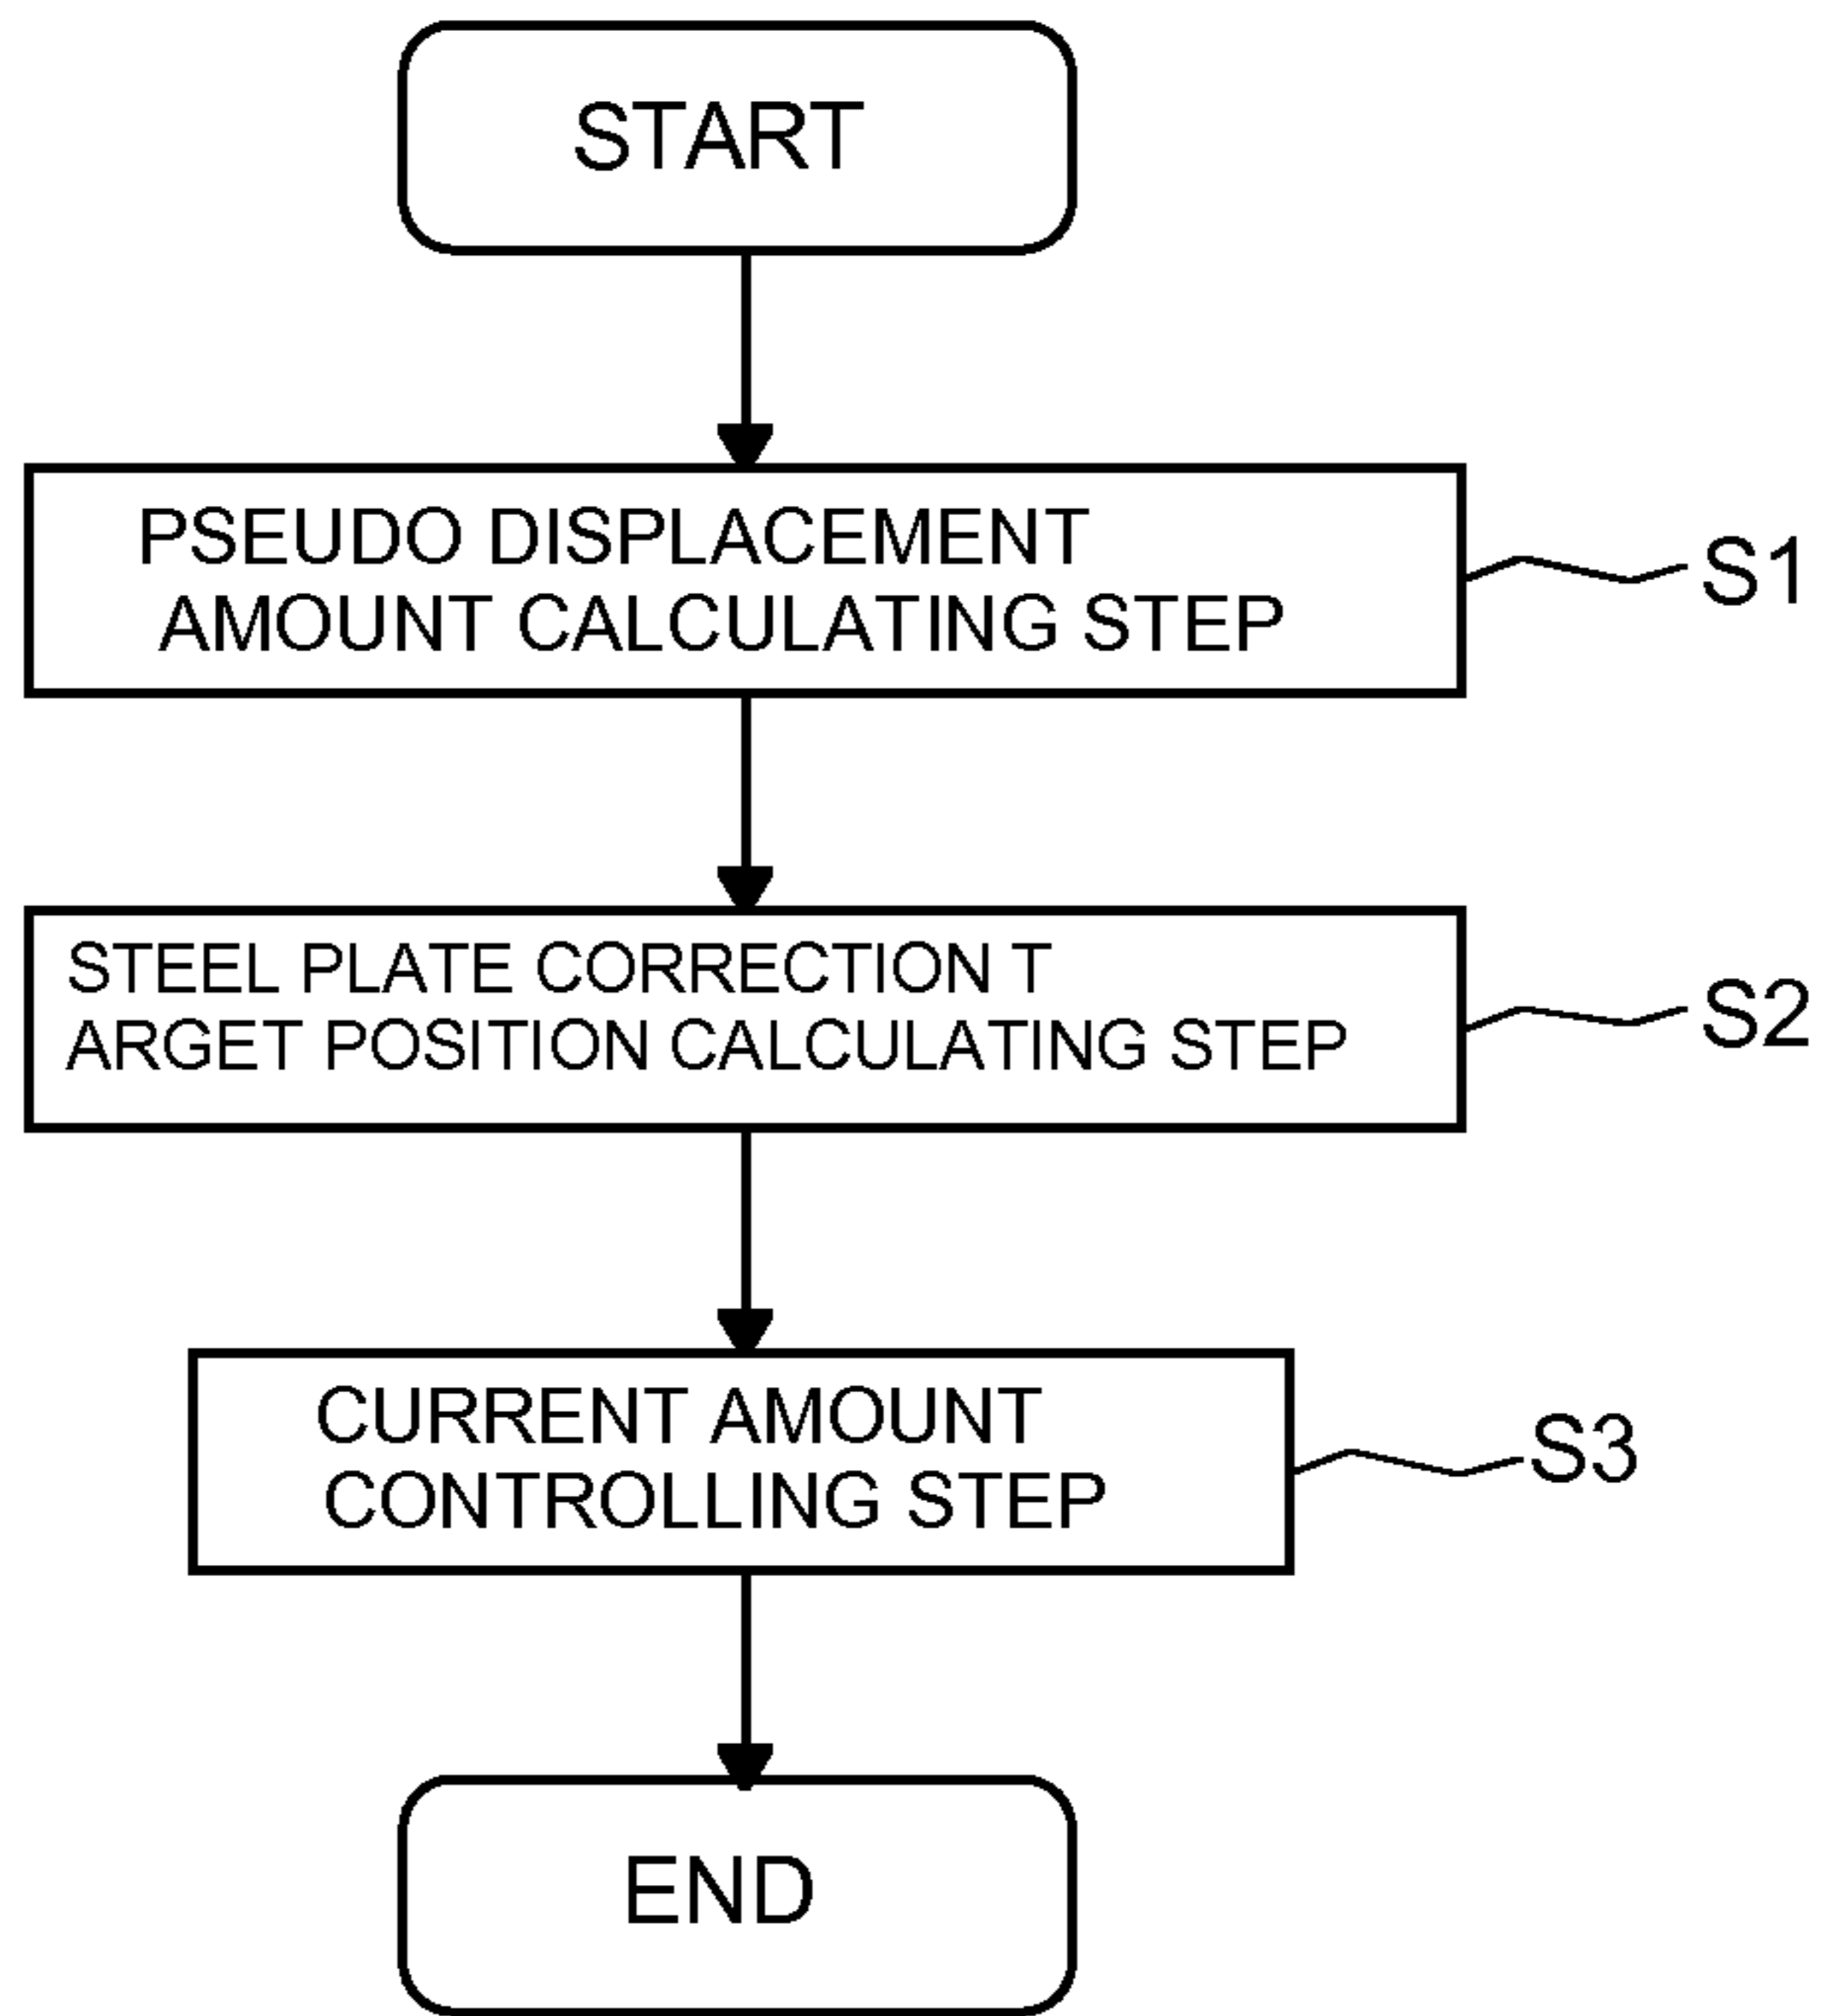 START
PSEUDO DISPLACEMENT
AMOUNT CALCULATING STEP
S1
STEEL PLATE CORRECTION T
ARGET POSITION CALCULATING STEP
S2
CURRENT AMOUNT
CONTROLLING STEP
S3
END